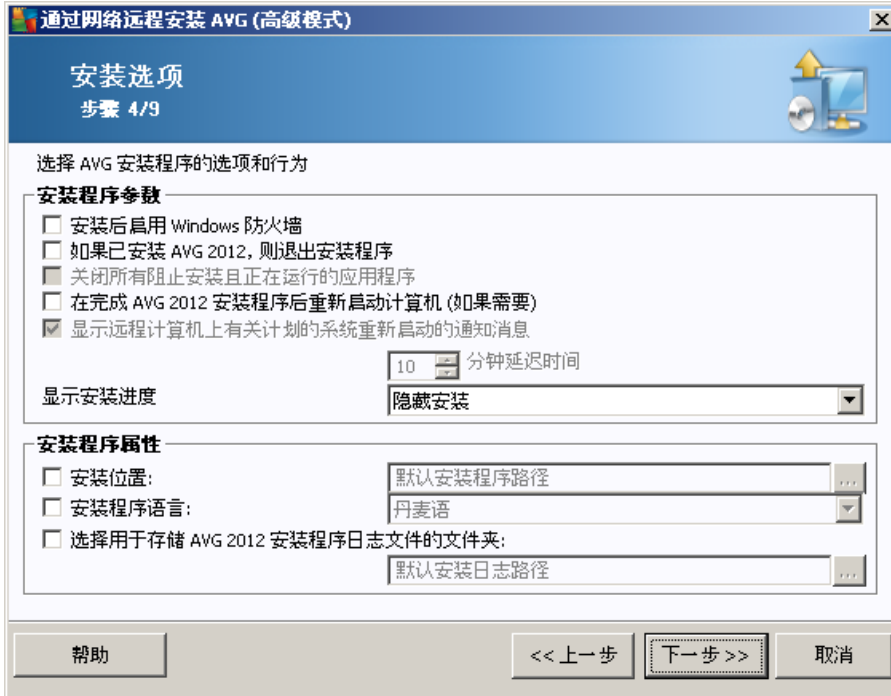 通过网络远程安装 AVG (高级模式)
安装选项
步骤 4/9
选择 AVG 安装程序的选项和行为
安装程序参数
安装后启用 Windows 防火墙
如果已安装 AVG 2012, 则退出安装程序
关闭所有阻止安装且正在运行的应用程序
在完成 AVG 2012 安装程序后重新启动计算机 (如果需要)
显示远程计算机上有关计划的系统重新启动的通知消息
10 分钟延迟时间
显示安装进度 隐藏安装
安装程序属性
安装位置: 默认安装程序路径 ...
安装程序语言: 丹麦语
选择用于存储 AVG 2012 安装程序日志文件的文件夹:
默认安装日志路径 ...
帮助 << 上一步 下一步 >> 取消